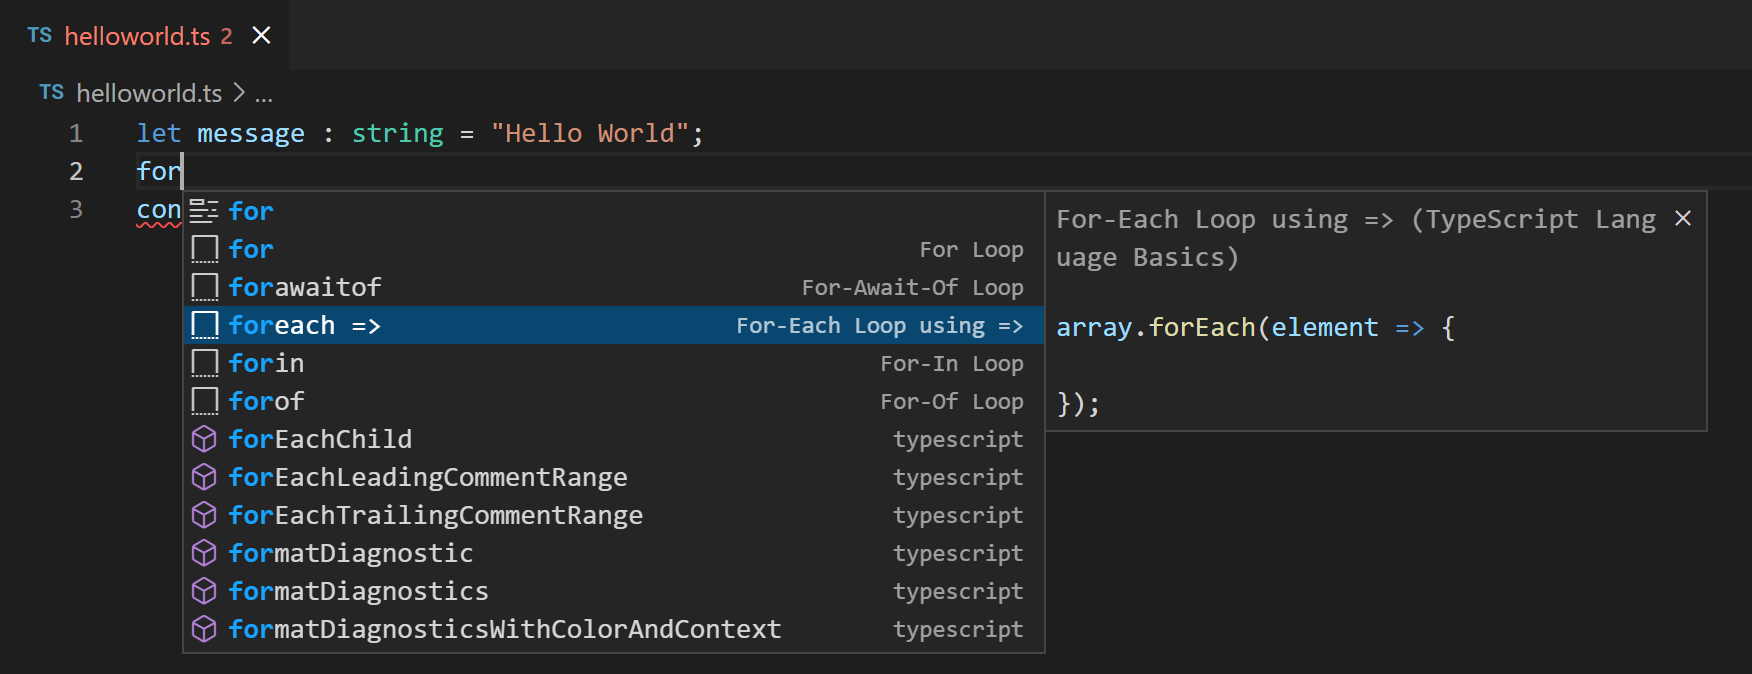 TS helloworld.ts 2
TS helloworld.ts > ...
1 let message : string = "Hello World";
2 for
3 con
for
for For Loop
forawaitof For-Await-Of Loop
foreach => For-Each Loop using =>
forin For-In Loop
forof For-Of Loop
forEachChild typescript
forEachLeadingCommentRange typescript
forEachTrailingCommentRange typescript
formatDiagnostic typescript
formatDiagnostics typescript
formatDiagnosticsWithColorAndContext typescript
For-Each Loop using => (TypeScript Lang
uage Basics)
array.forEach(element => {
});